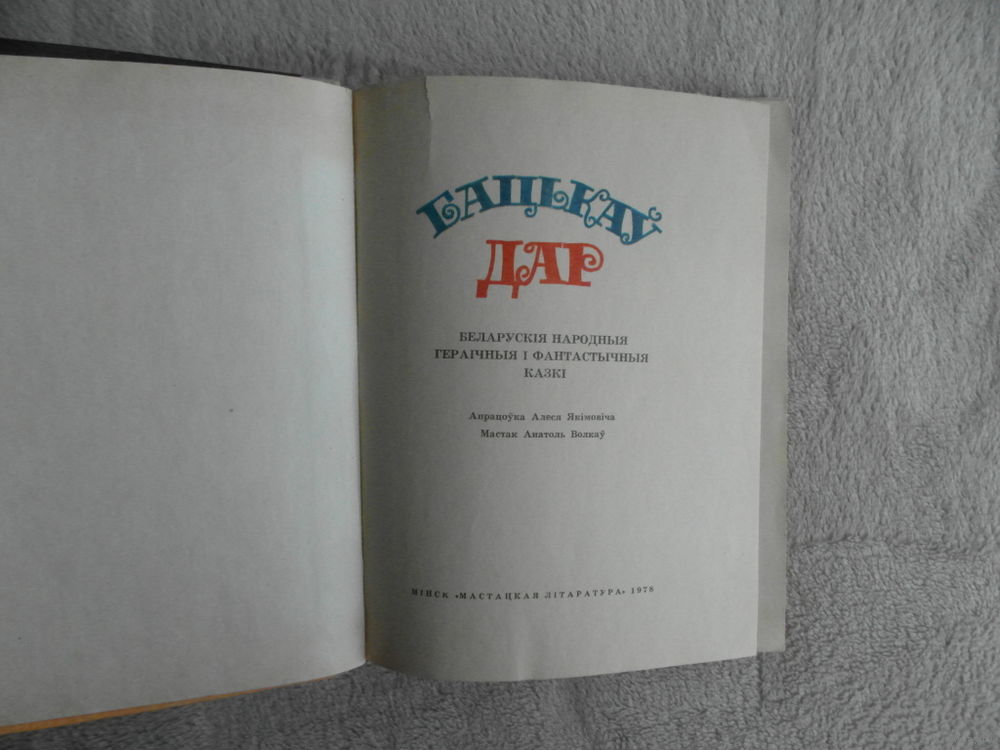 БАЦЬКАЎ
ДАР
БЕЛАРУСКІЯ НАРОДНЫЯ
ГЕРАІЧНЫЯ І ФАНТАСТЫЧНЫЯ
КАЗКІ
Апрацоўка Алеся Якімовіча
Мастак Анатоль Волкаў
МІНСК «МАСТАЦКАЯ ЛІТАРАТУРА» 1978